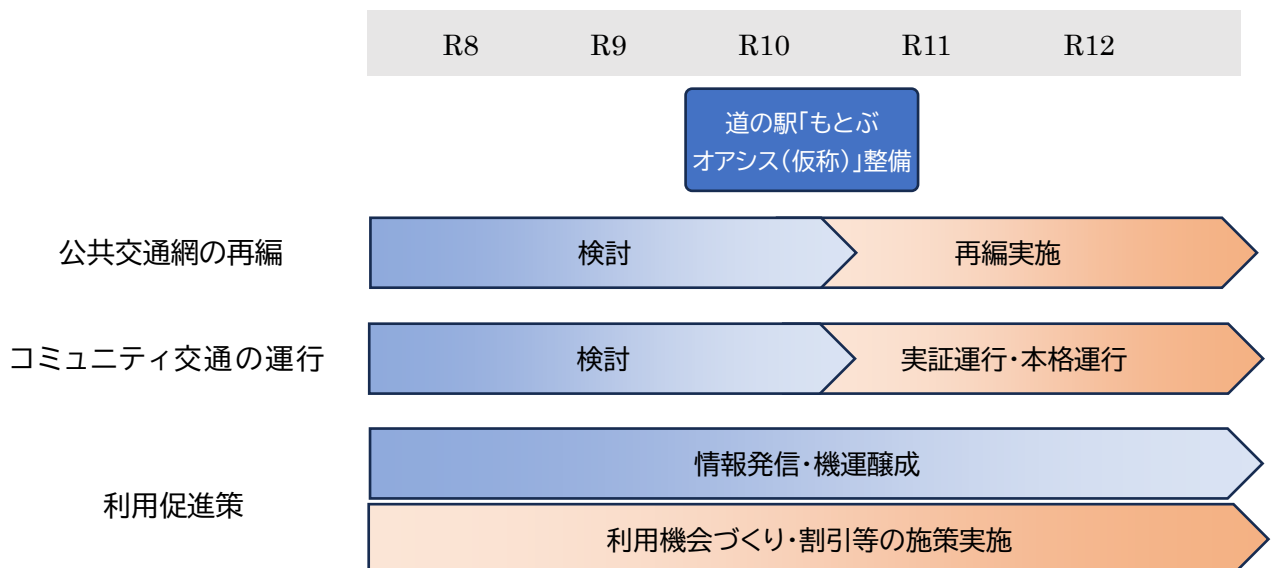 R8 R9 R10 R11 R12
道の駅「もとぶ
オアシス(仮称)」整備
公共交通網の再編 検討 再編実施
コミュニティ交通の運行 検討 実証運行・本格運行
情報発信・機運醸成
利用促進策
利用機会づくり・割引等の施策実施